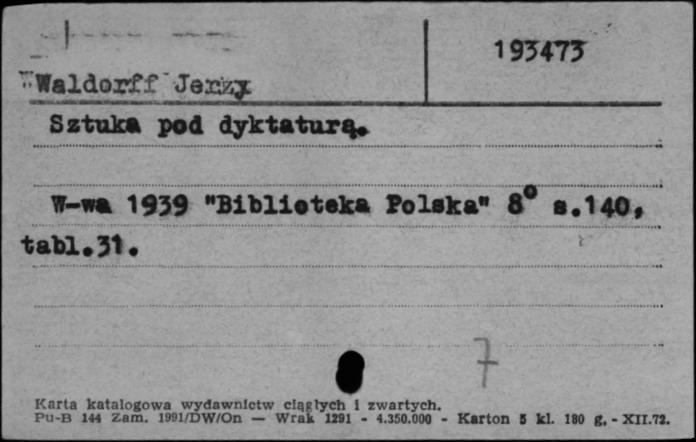 193473
Waldorff Jerzy
Sztuka pod dyktaturą.
W-wa 1939 "Biblioteka Polska" 8° s.140,
tabl.31.
7
Karta katalogowa wydawnictw ciągłych i zwartych.
Pu-B 144 Zam. 1991/DW/On — Wrak 1291 - 4.350.000 - Karton 5 kl. 180 g. - XII.72.